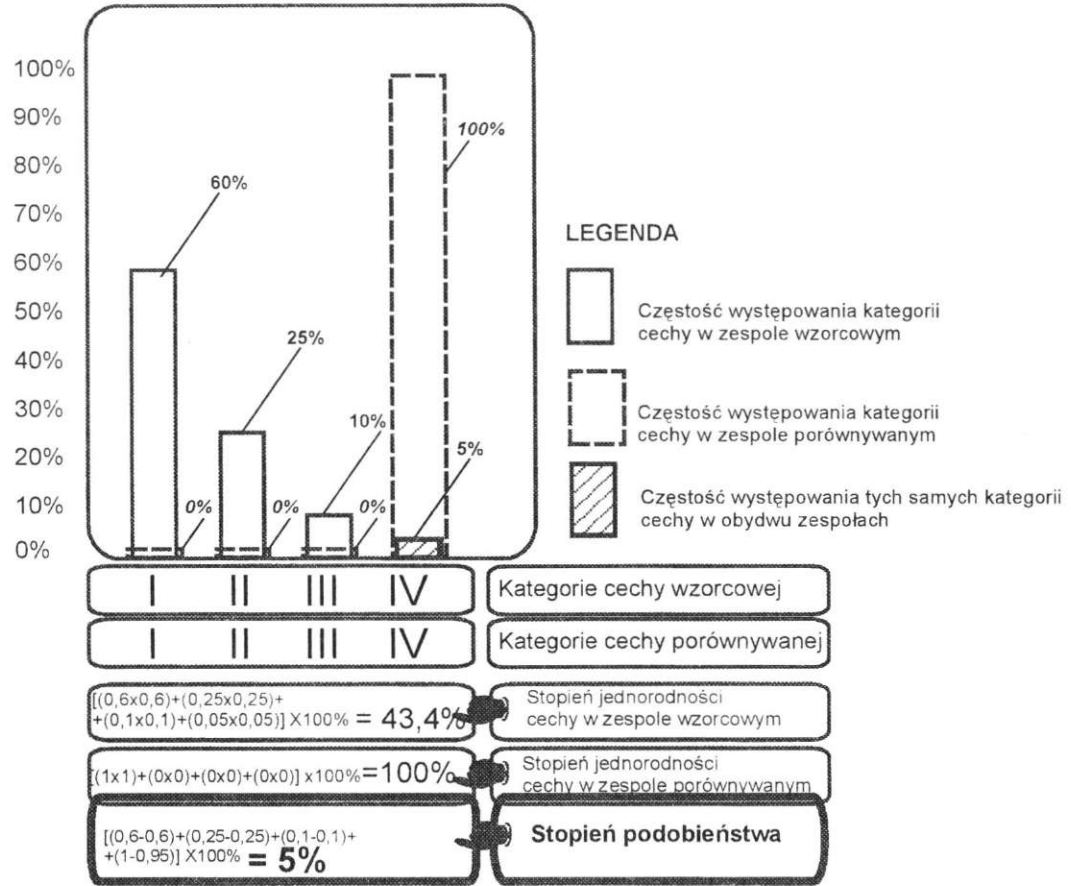 100%
90%
80%
70%
60%
50%
40%
30%
20%
10%
0%
60%
25%
10%
100%
5%
0%
0%
0%
LEGENDA
Częstość występowania kategorii
cechy w zespole wzorcowym
Częstość występowania kategorii
cechy w zespole porównywanym
Częstość występowania tych samych kategorii
cechy w obydwu zespołach
I II III IV
Kategorie cechy wzorcowej
I II III IV
Kategorie cechy porównywanej
[(0,6x0,6)+(0,25x0,25)+
+(0,1x0,1)+(0,05x0,05)] X100% = 43,4%
Stopień jednorodności
cechy w zespole wzorcowym
[(1x1)+(0x0)+(0x0)+(0x0)] x100%=100%
Stopień jednorodności
cechy w zespole porównywanym
[(0,6-0,6)+(0,25-0,25)+(0,1-0,1)+
+(1-0,95)] X100% = 5%
Stopień podobieństwa